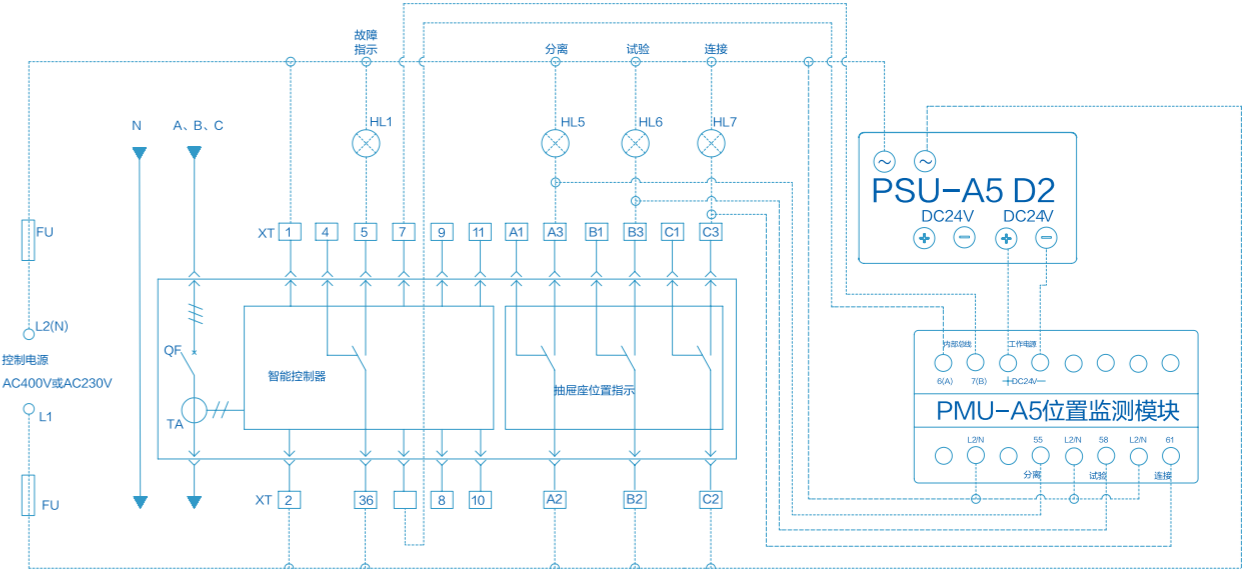 故障
指示
分离
试验
连接
N
A、B、C
HL1
HL5
HL6
HL7
PSU-A5 D2
DC24V
DC24V
FU
XT
1
4
5
7
9
11
A1
A3
B1
B3
C1
C3
L2(N)
控制电源
AC400V或AC230V
L1
QF
TA
智能控制器
抽屉座位置指示
内部总线
工作电源
6(A)
7(B)
DC24V
PMU-A5位置监测模块
L2/N
55
L2/N
58
L2/N
61
分离
试验
连接
FU
XT
2
36
8
10
A2
B2
C2